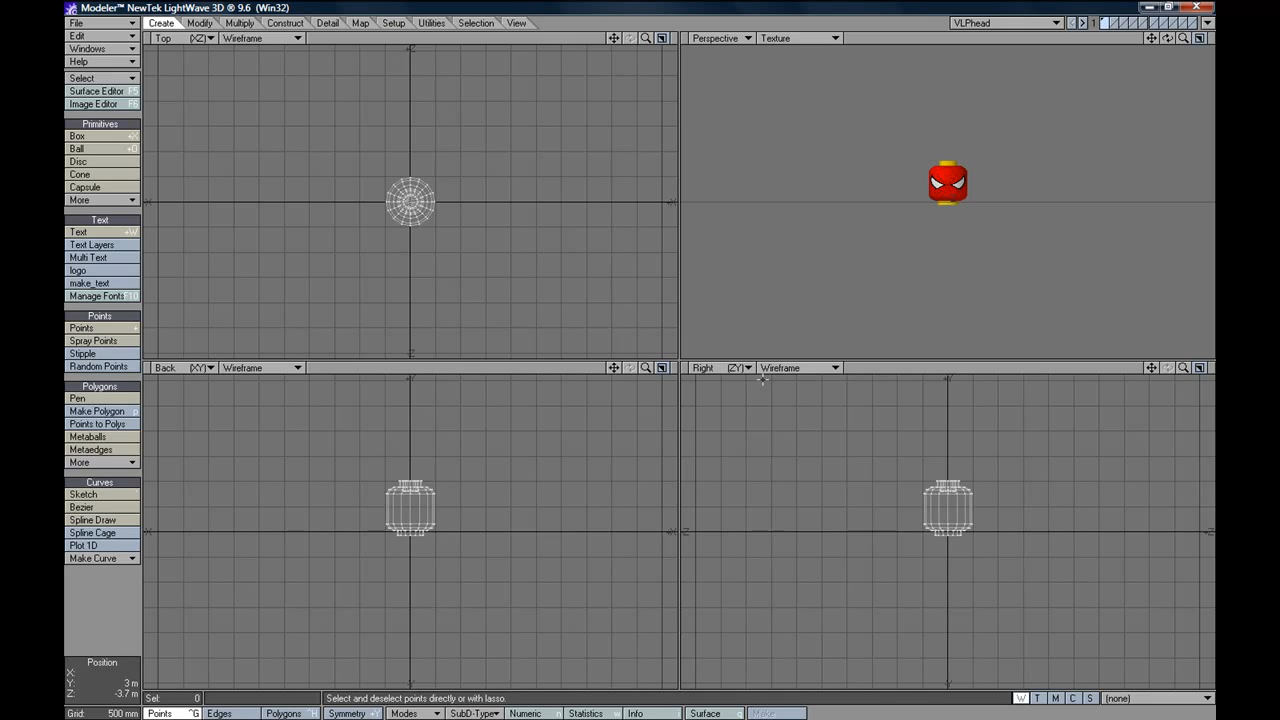 Modeler™ NewTek LightWave 3D ® 9.6 (Win32)
File
Create Modify Multiply Construct Detail Map Setup Utilities Selection View
VLPhead
1
Edit
Windows
Help
Top (XZ) Wireframe
Perspective Texture
Select
Surface Editor F5
Image Editor F6
Primitives
Box +X
Ball +O
Disc
Cone
Capsule
More
Text
Text +W
Text Layers
Multi Text
logo
make_text
Manage Fonts F10
Points
Points +
Spray Points
Stipple
Random Points
Back (XY) Wireframe
Right (ZY) Wireframe
Polygons
Pen
Make Polygon p
Points to Polys
Metaballs
Metaedges
More
Curves
Sketch
Bezier
Spline Draw
Spline Cage
Plot 1D
Make Curve
Position
X:
Y: 3 m
Z: -3.7 m
Sel: 0
Select and deselect points directly or with lasso.
W T M C S (none)
Grid: 500 mm
Points ^G Edges Polygons ^H Symmetry +Y Modes SubD-Type Numeric n Statistics w Info i Surface q Make